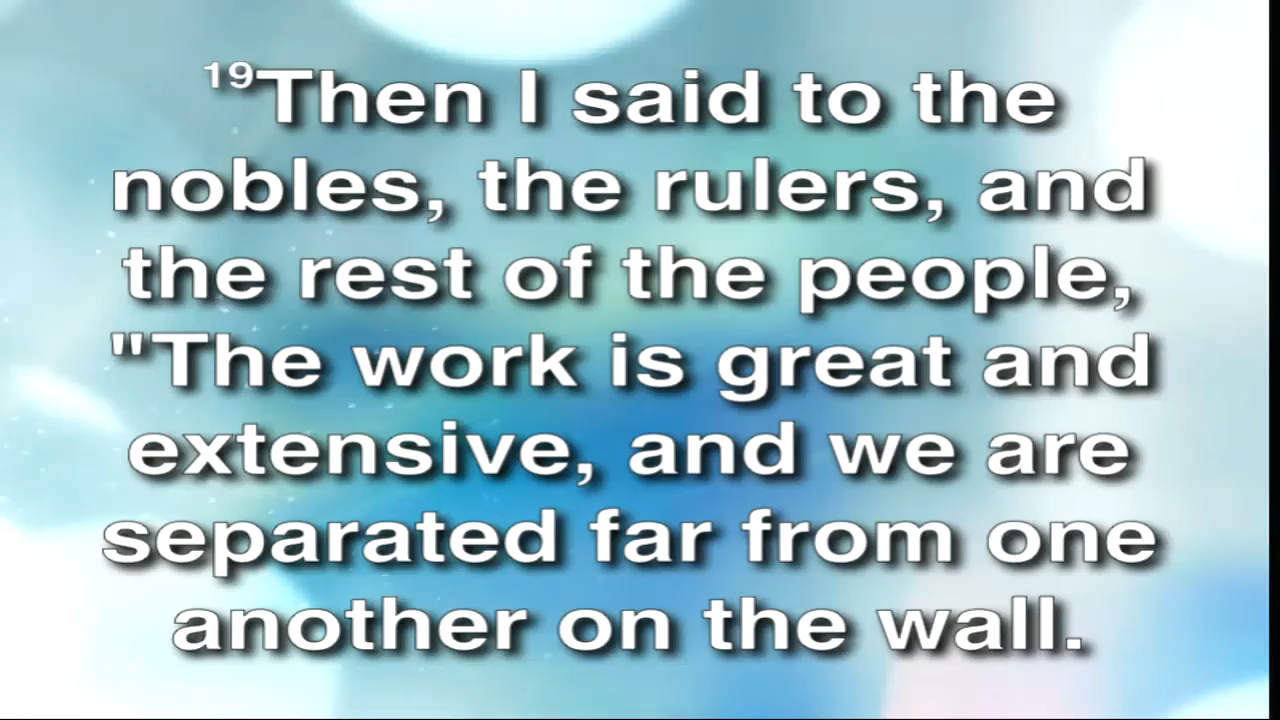 19Then I said to the
nobles, the rulers, and
the rest of the people,
"The work is great and
extensive, and we are
separated far from one
another on the wall.